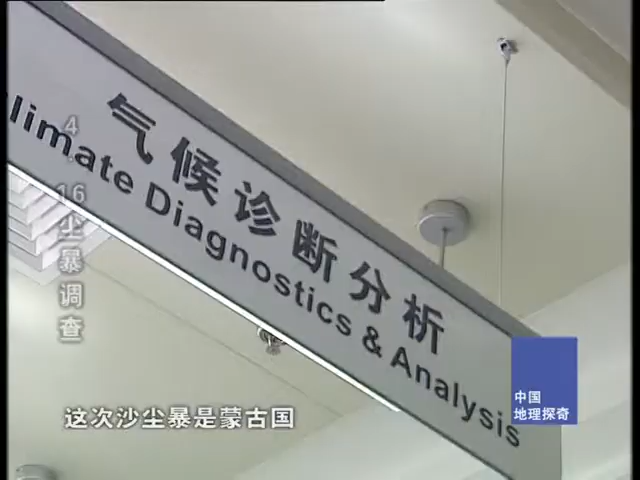 气候诊断分析
limate Diagnostics & Analysis
4.16尘暴调查
这次沙尘暴是蒙古国
中国
地理探奇